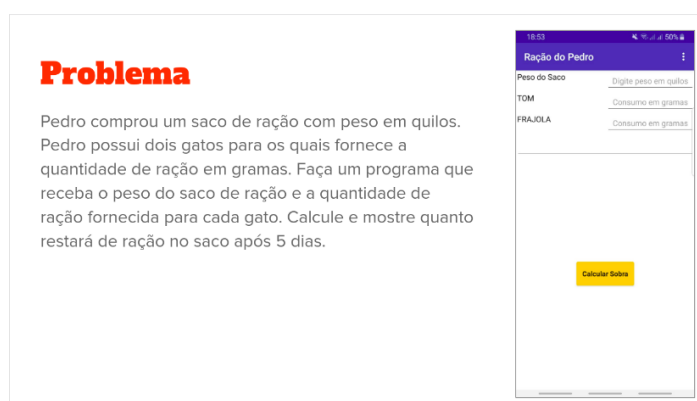 Problema
Pedro comprou um saco de ração com peso em quilos.
Pedro possui dois gatos para os quais fornece a
quantidade de ração em gramas. Faça um programa que
receba o peso do saco de ração e a quantidade de
ração fornecida para cada gato. Calcule e mostre quanto
restará de ração no saco após 5 dias.
18:53 50%
Ração do Pedro
Peso do Saco Digite peso em quilos
TOM Consumo em gramas
FRAJOLA Consumo em gramas
Calcular Sobra